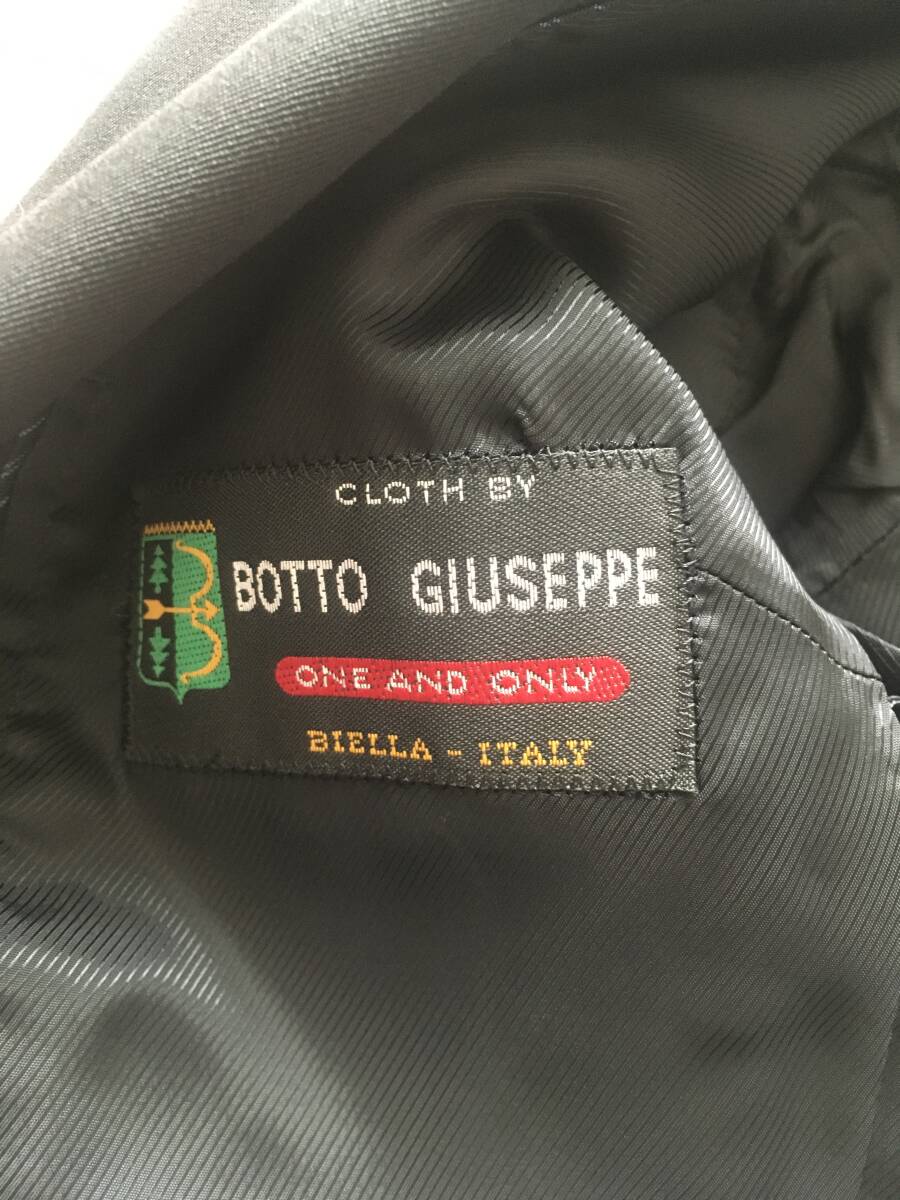 CLOTH BY
BOTTO GIUSEPPE
ONE AND ONLY
BIELLA - ITALY